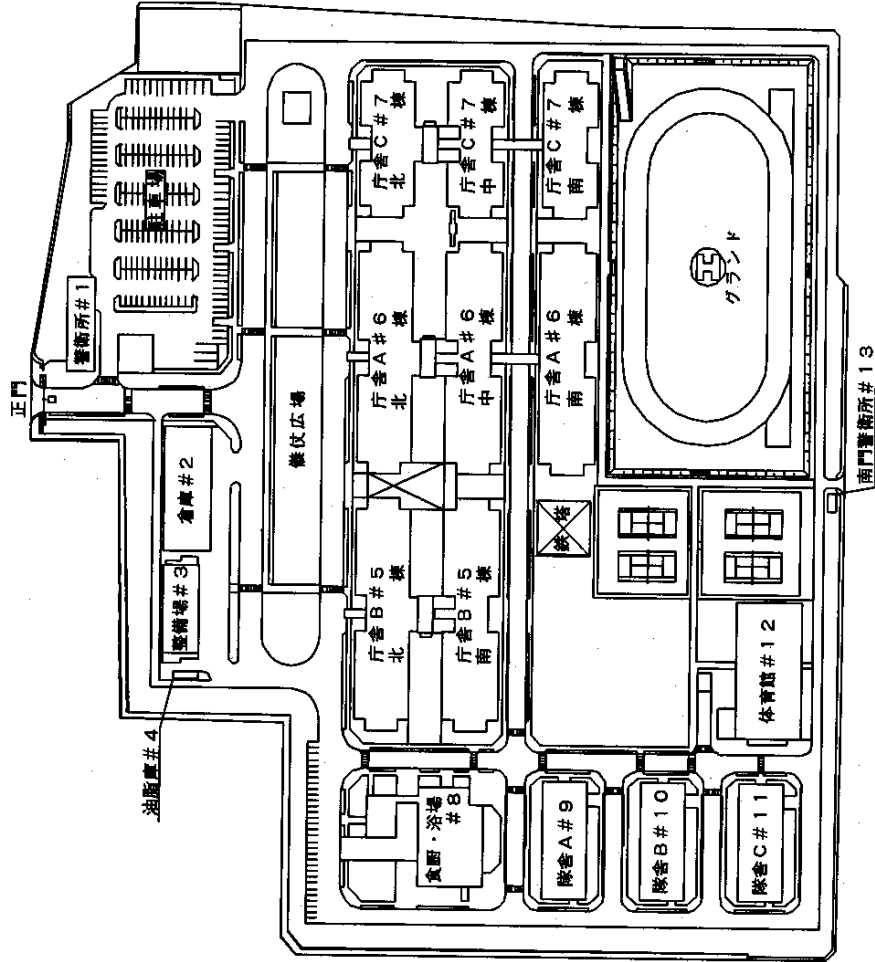 正門
警衛所#1
駐車場
倉庫#2
整備場#3
油脂庫#4
儀仗広場
庁舎B#5棟
北
庁舎A#6棟
北
庁舎C#7棟
北
庁舎B#5棟
南
庁舎A#6棟
中
庁舎C#7棟
中
庁舎A#6棟
南
庁舎C#7棟
南
鉄塔
食厨・浴場
#8
隊舎A#9
隊舎B#10
隊舎C#11
体育館#12
H
グランド
南門警衛所#13